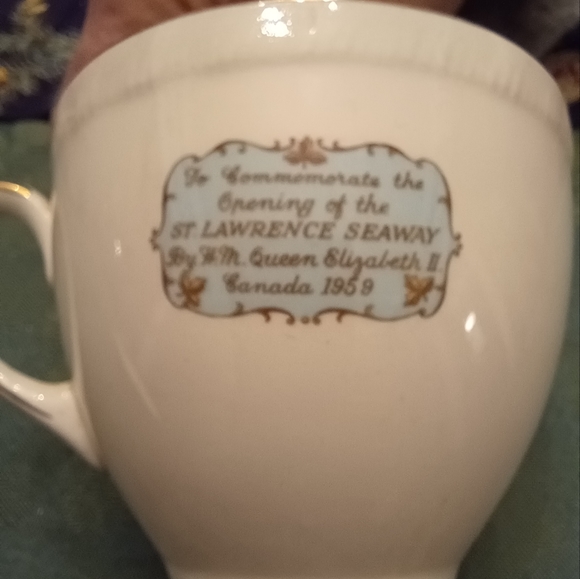 To Commemorate the
Opening of the
ST LAWRENCE SEAWAY
By H.M. Queen Elizabeth II
Canada 1959